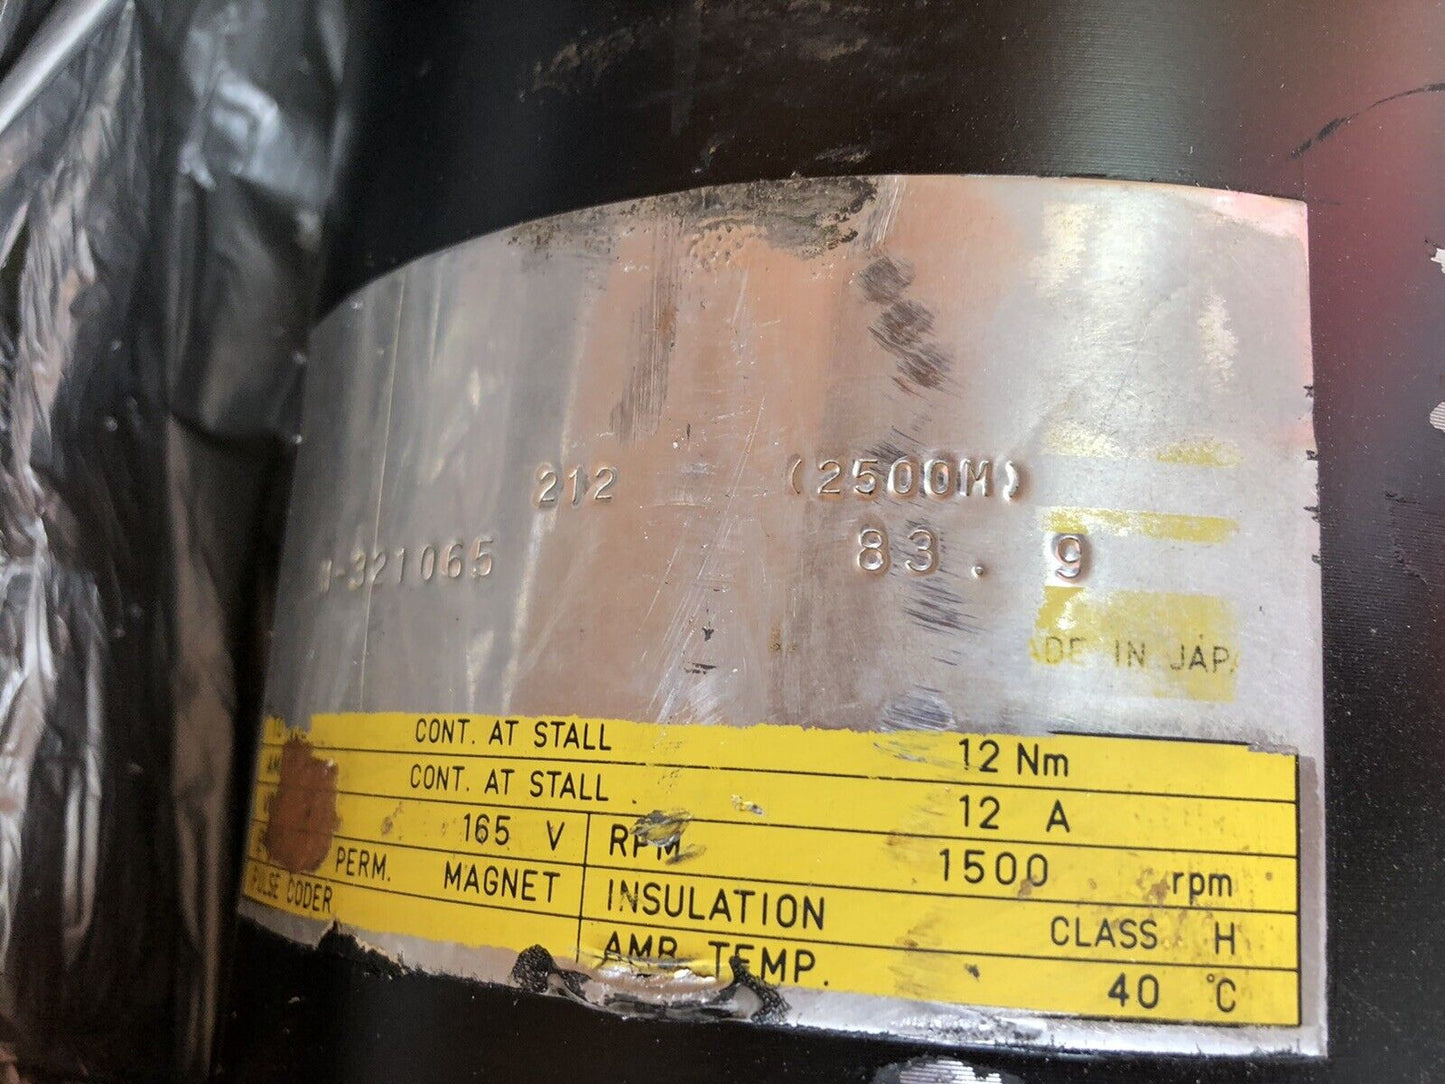 212 (2500M)
-321065 83.9
ADE IN JAPA
CONT. AT STALL 12 Nm
CONT. AT STALL 12 A
165 V RPM 1500 rpm
PERM. MAGNET INSULATION CLASS H
PULSE CODER AMB. TEMP. 40 °C